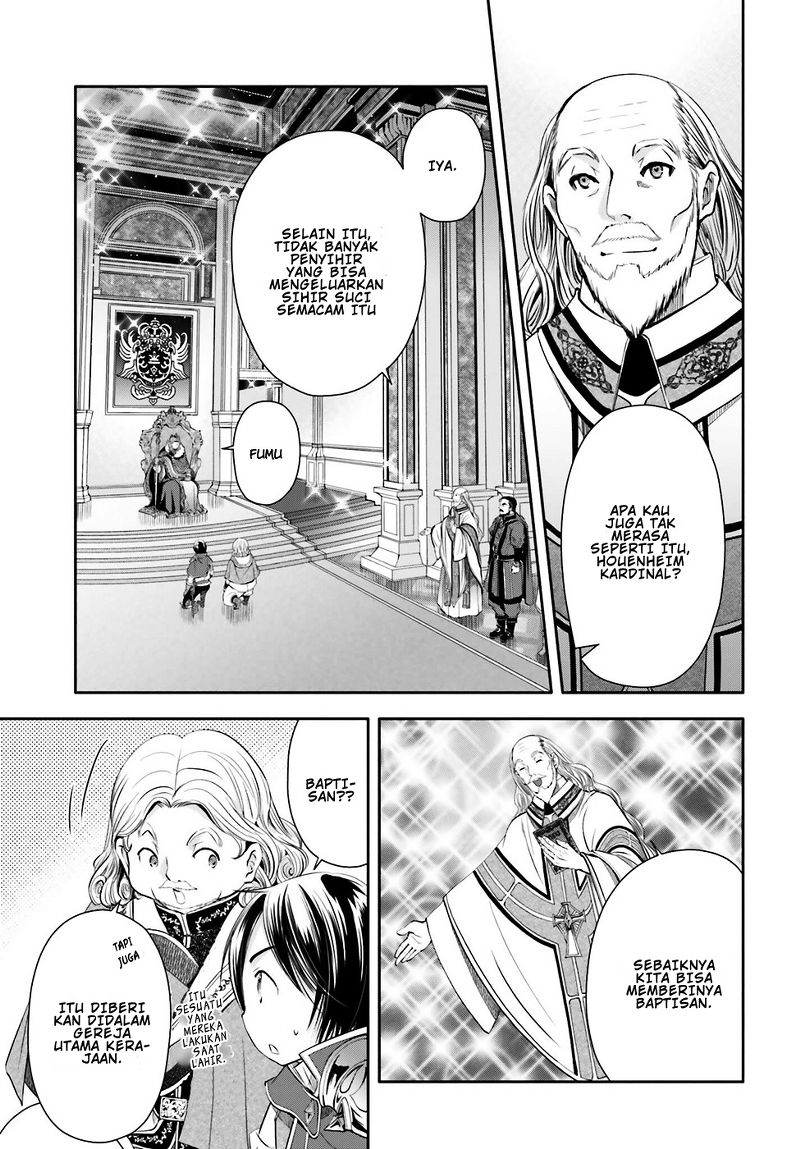 APA KAU
JUGA TAK
MERASA
SEPERTI ITU,
HOUENHEIM
KARDINAL?
IYA.
SELAIN ITU,
TIDAK BANYAK
PENYIHIR
YANG BISA
MENGELUARKAN
SIHIR SUCI
SEMACAM ITU
FUMU
SEBAIKNYA
KITA BISA
MEMBERINYA
BAPTISAN.
BAPTI-
SAN??
TAPI
JUGA
ITU
SESUATU
YANG
MEREKA
LAKUKAN
SAAT
LAHIR.
ITU DIBERI
KAN DIDALAM
GEREJA
UTAMA KERA-
JAAN.